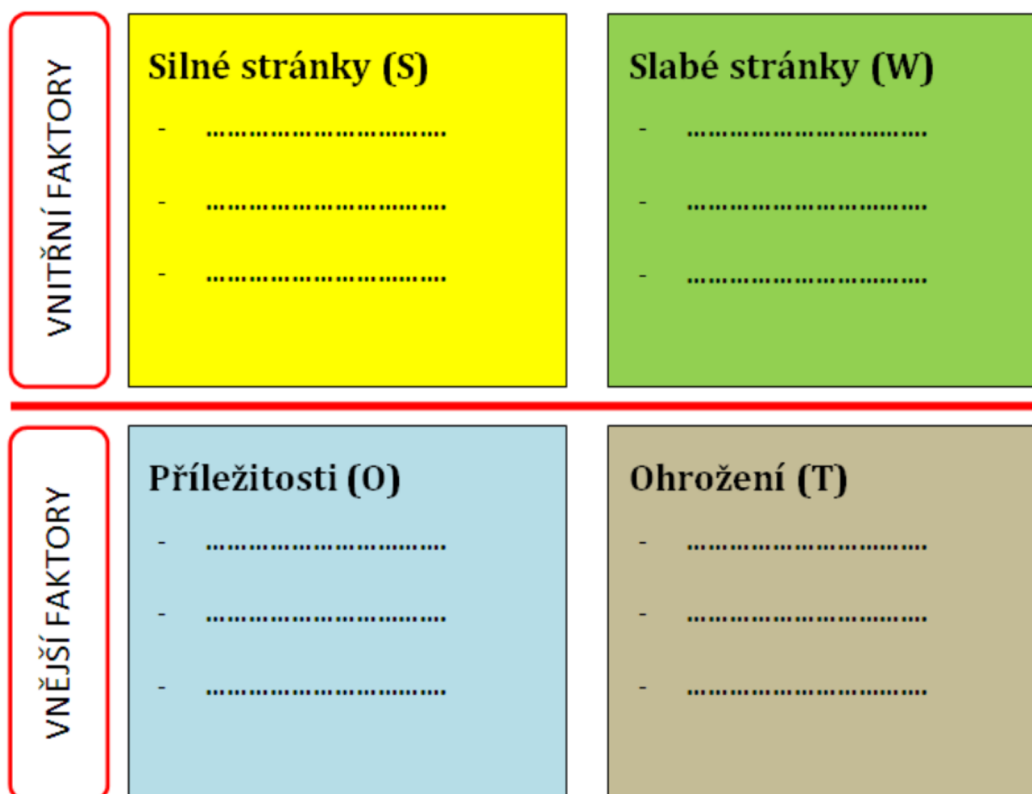 VNITŘNÍ FAKTORY
Silné stránky (S)
- ……………………………….
- ……………………………….
- ……………………………….
Slabé stránky (W)
- ……………………………….
- ……………………………….
- ……………………………….
VNĚJŠÍ FAKTORY
Příležitosti (O)
- ……………………………….
- ……………………………….
- ……………………………….
Ohrožení (T)
- ……………………………….
- ……………………………….
- ……………………………….